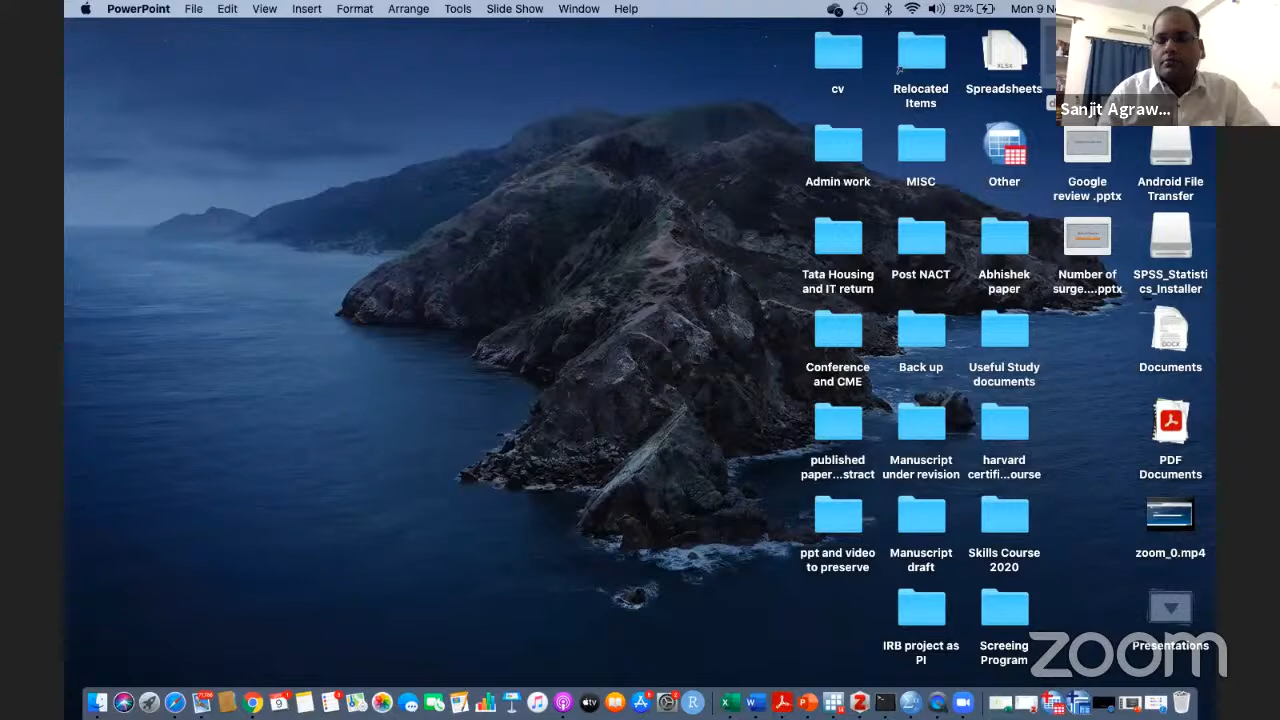 PowerPoint File Edit View Insert Format Arrange Tools Slide Show Window Help 92% Mon 9 N
Sanjit Agraw...
cv
Relocated
Items
Spreadsheets
Admin work
MISC
Other
Google
review .pptx
Android File
Transfer
Tata Housing
and IT return
Post NACT
Abhishek
paper
Number of
surge....pptx
SPSS_Statisti
cs_Installer
Conference
and CME
Back up
Useful Study
documents
Documents
published
paper...stract
Manuscript
under revision
harvard
certifi...ourse
PDF
Documents
ppt and video
to preserve
Manuscript
draft
Skills Course
2020
zoom_0.mp4
IRB project as
PI
Screeing
Program
Presentations
zoom
XLSX
DOCX